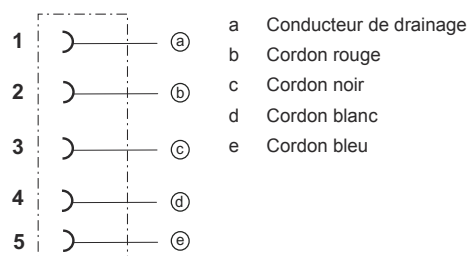 1 ⓐ
2 ⓑ
3 ⓒ
4 ⓓ
5 ⓔ
a Conducteur de drainage
b Cordon rouge
c Cordon noir
d Cordon blanc
e Cordon bleu